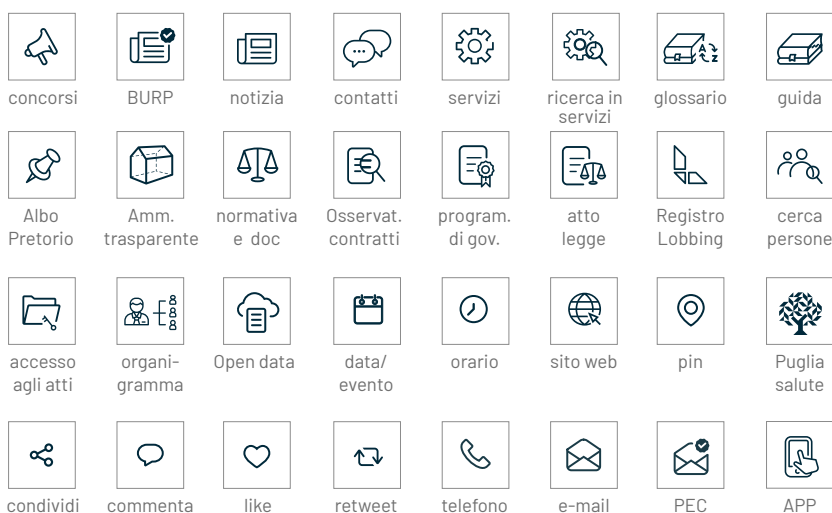 concorsi BURP notizia contatti servizi ricerca in servizi glossario guida
Albo Pretorio Amm. trasparente normativa e doc Osservat. contratti program. di gov. atto legge Registro Lobbing cerca persone
accesso agli atti organi- gramma Open data data/ evento orario sito web pin Puglia salute
condividi commenta like retweet telefono e-mail PEC APP